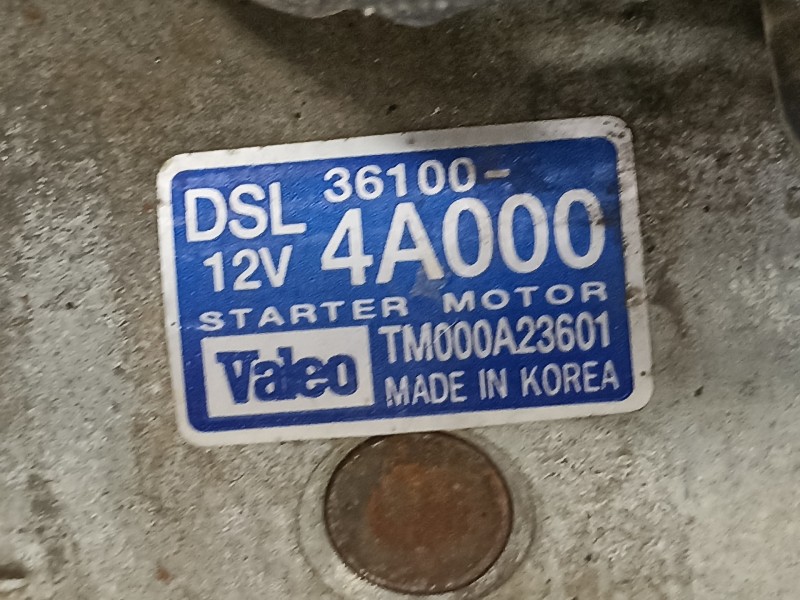 DSL 36100-
12V 4A000
STARTER MOTOR
Valeo TM000A23601
MADE IN KOREA